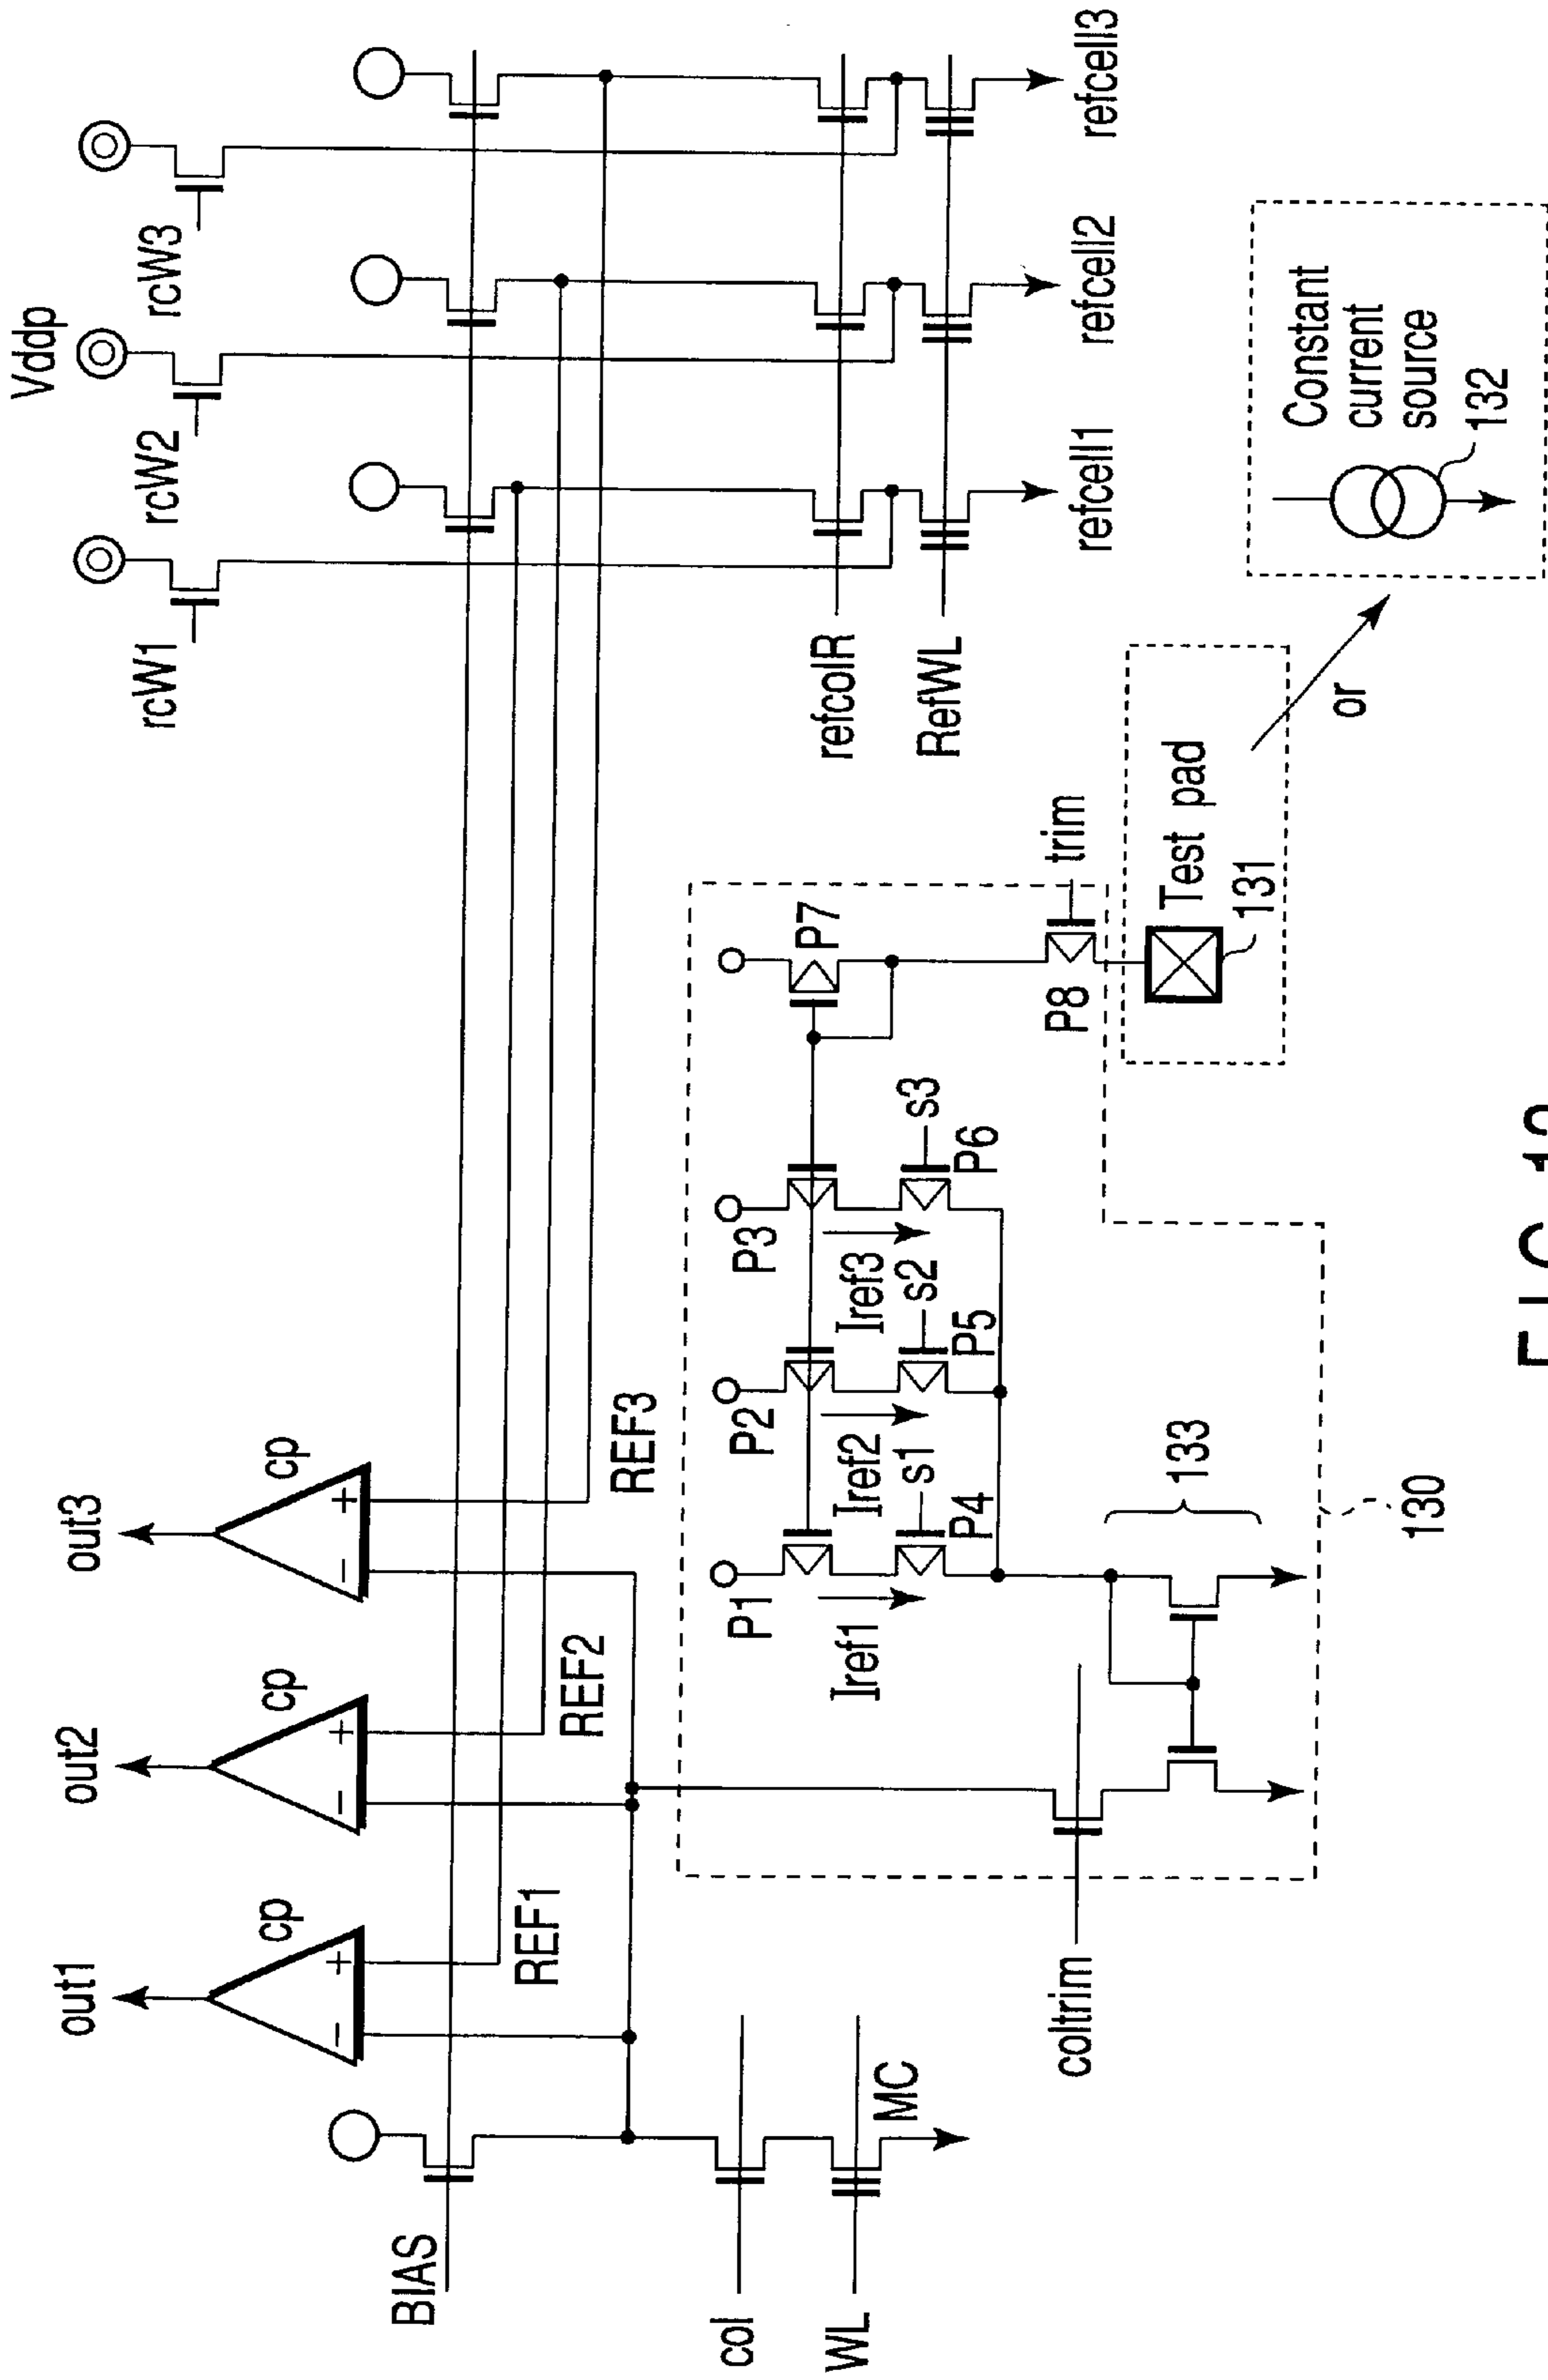 Vddp
rcW1
rcW2
rcW3
out1
out2
out3
cp
cp
cp
− +
− +
− +
BIAS
REF1
REF2
REF3
col
WL
MC
refcolR
RefWL
refcell1
refcell2
refcell3
P1
P2
P3
P7
Iref1
Iref2
Iref3
s1
s2
s3
P4
P5
P6
P8
trim
coltrim
133
130
Test pad
131
or
Constant
current
source
132